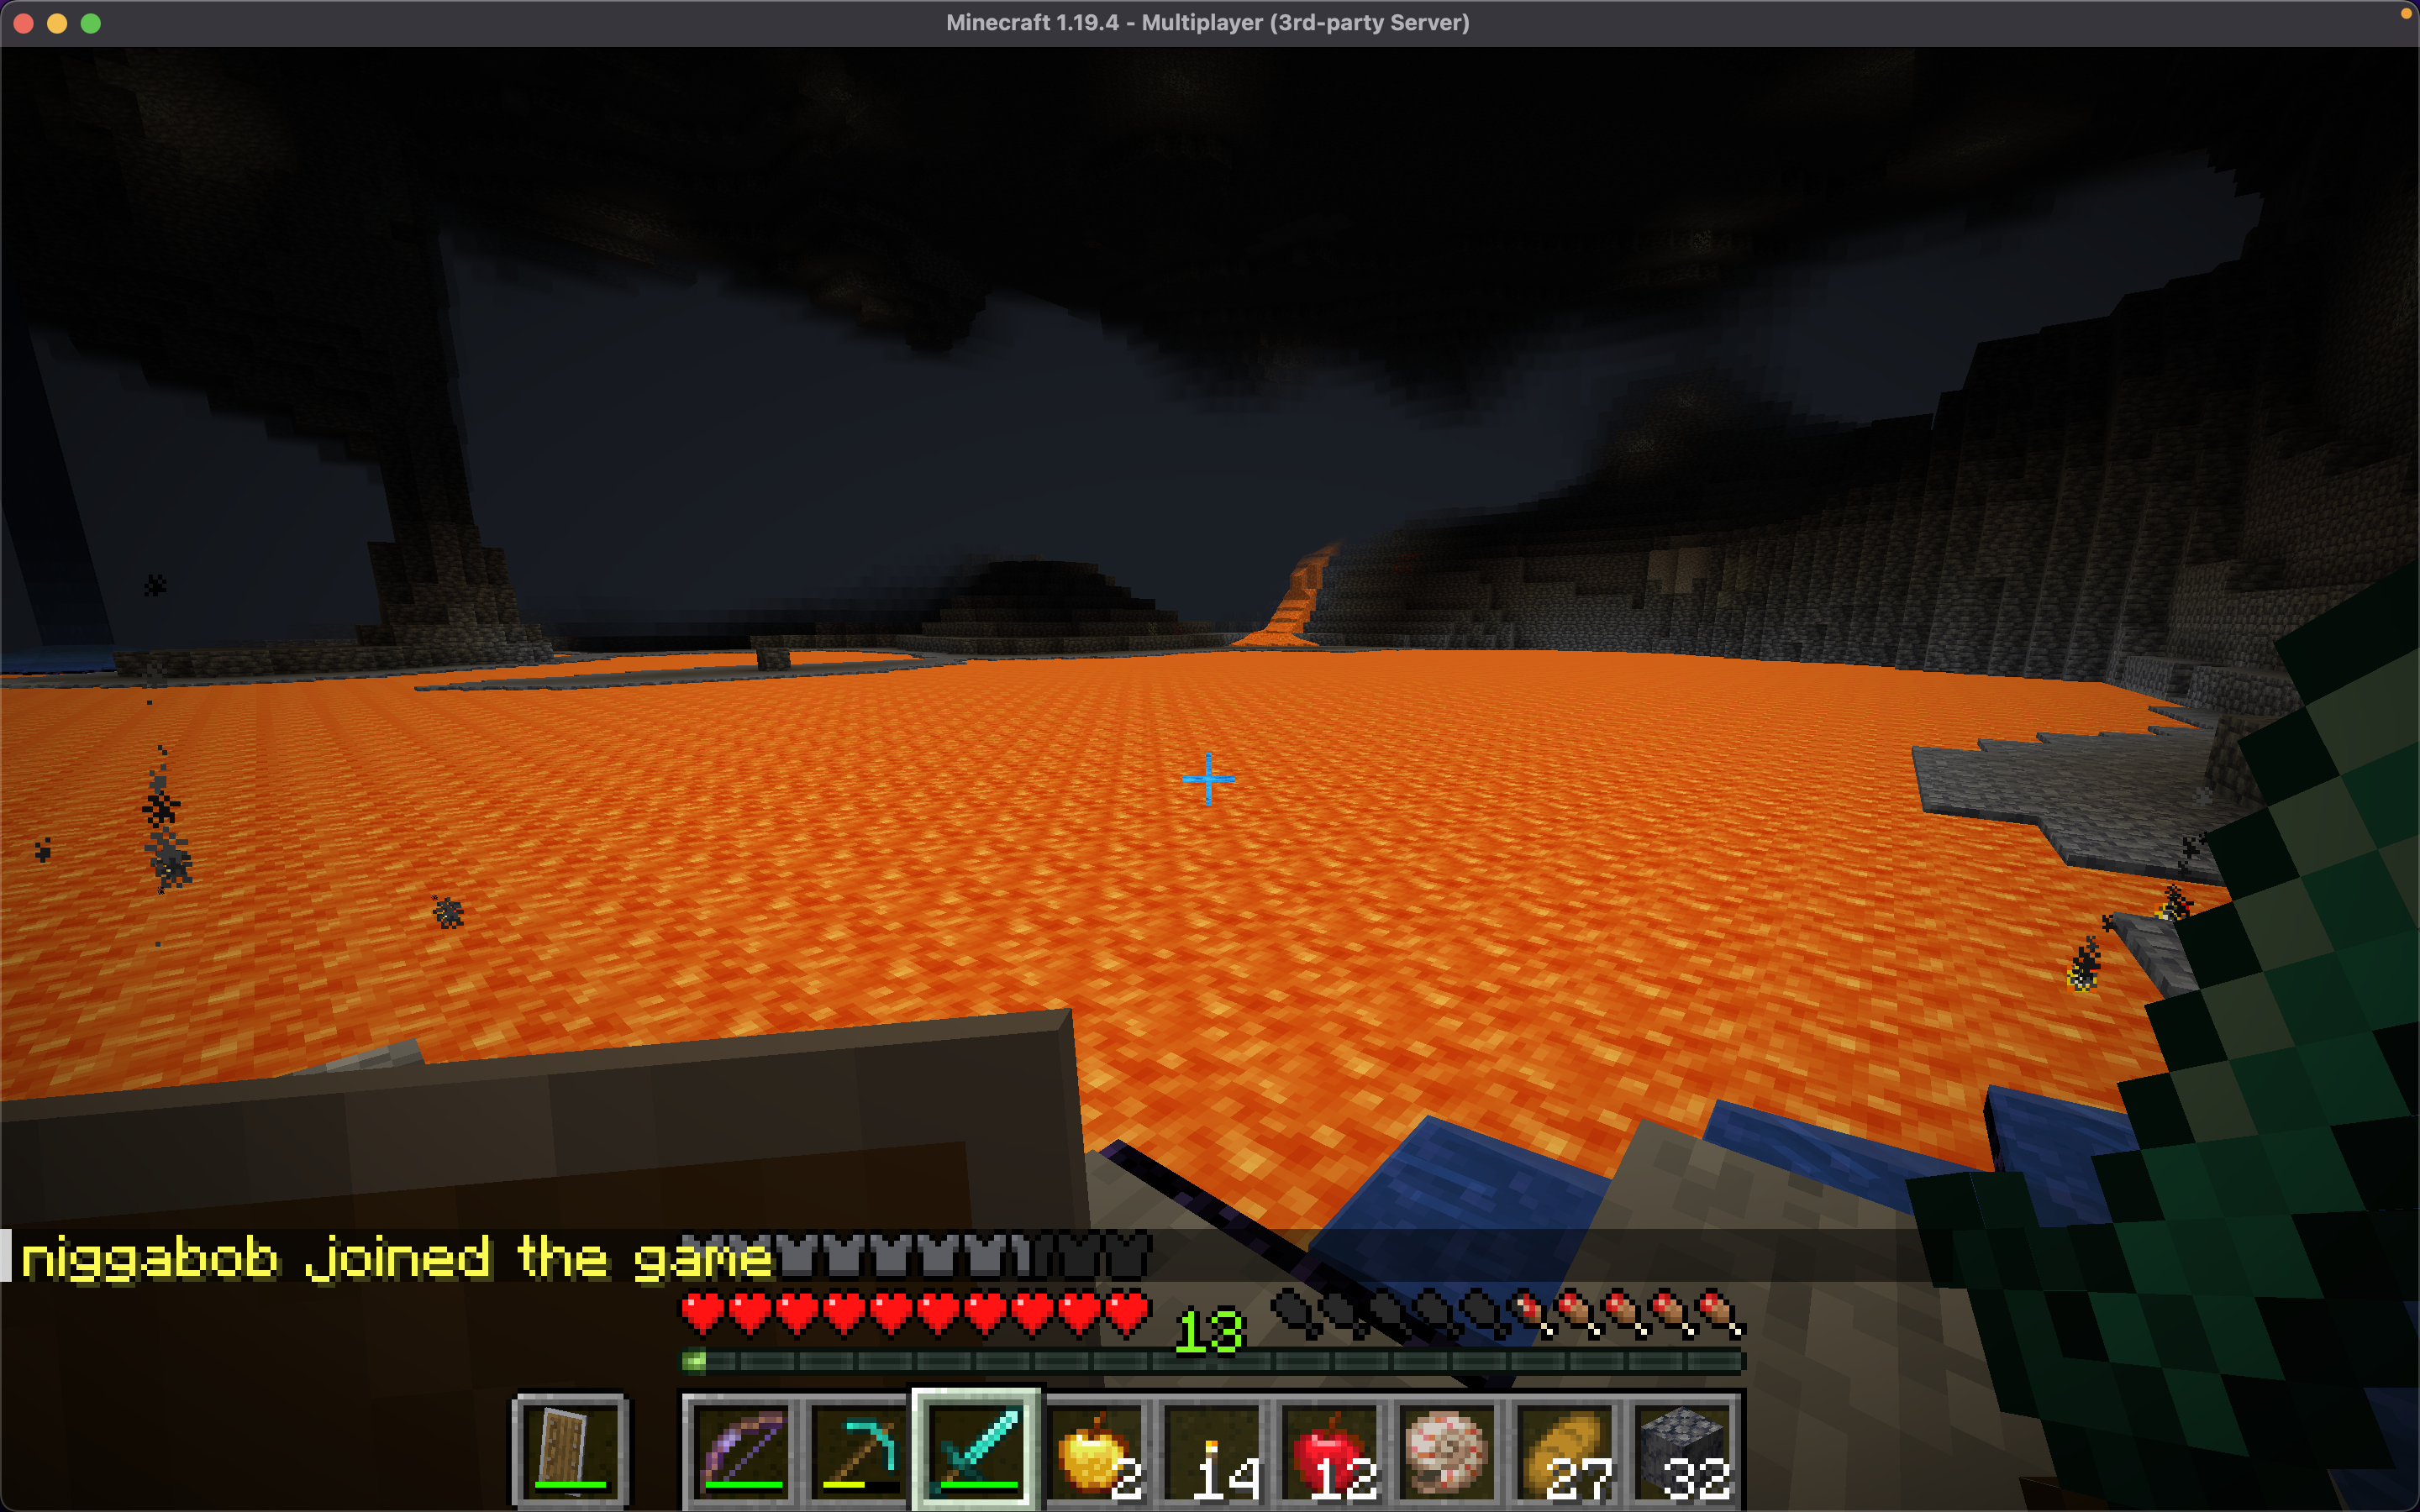 Minecraft 1.19.4 - Multiplayer (3rd-party Server)
niggabob joined the game
13
2 14 12 27 32